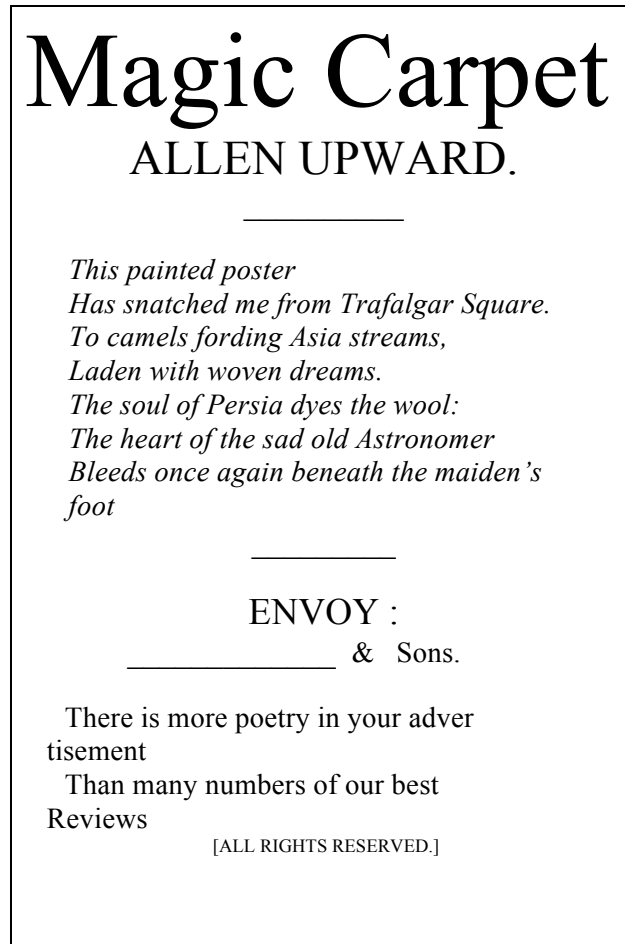 Magic Carpet
ALLEN UPWARD.
This painted poster
Has snatched me from Trafalgar Square.
To camels fording Asia streams,
Laden with woven dreams.
The soul of Persia dyes the wool:
The heart of the sad old Astronomer
Bleeds once again beneath the maiden’s
foot
ENVOY :
_______________ & Sons.
There is more poetry in your adver
tisement
Than many numbers of our best
Reviews
[ALL RIGHTS RESERVED.]